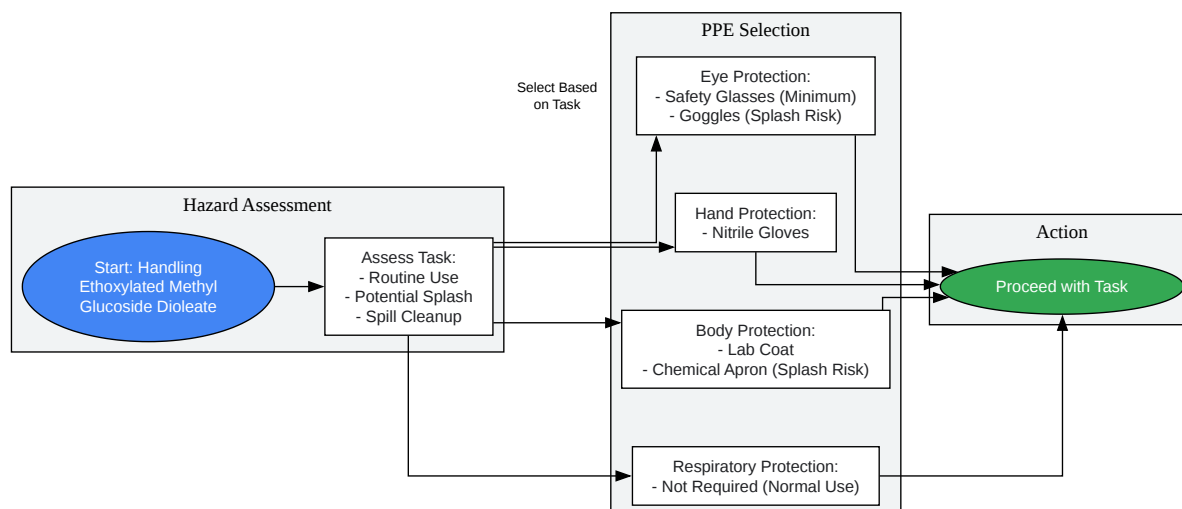 Hazard Assessment
Start: Handling
Ethoxylated Methyl
Glucoside Dioleate
Assess Task:
- Routine Use
- Potential Splash
- Spill Cleanup
Select Based
on Task
PPE Selection
Eye Protection:
- Safety Glasses (Minimum)
- Goggles (Splash Risk)
Hand Protection:
- Nitrile Gloves
Body Protection:
- Lab Coat
- Chemical Apron (Splash Risk)
Respiratory Protection:
- Not Required (Normal Use)
Action
Proceed with Task